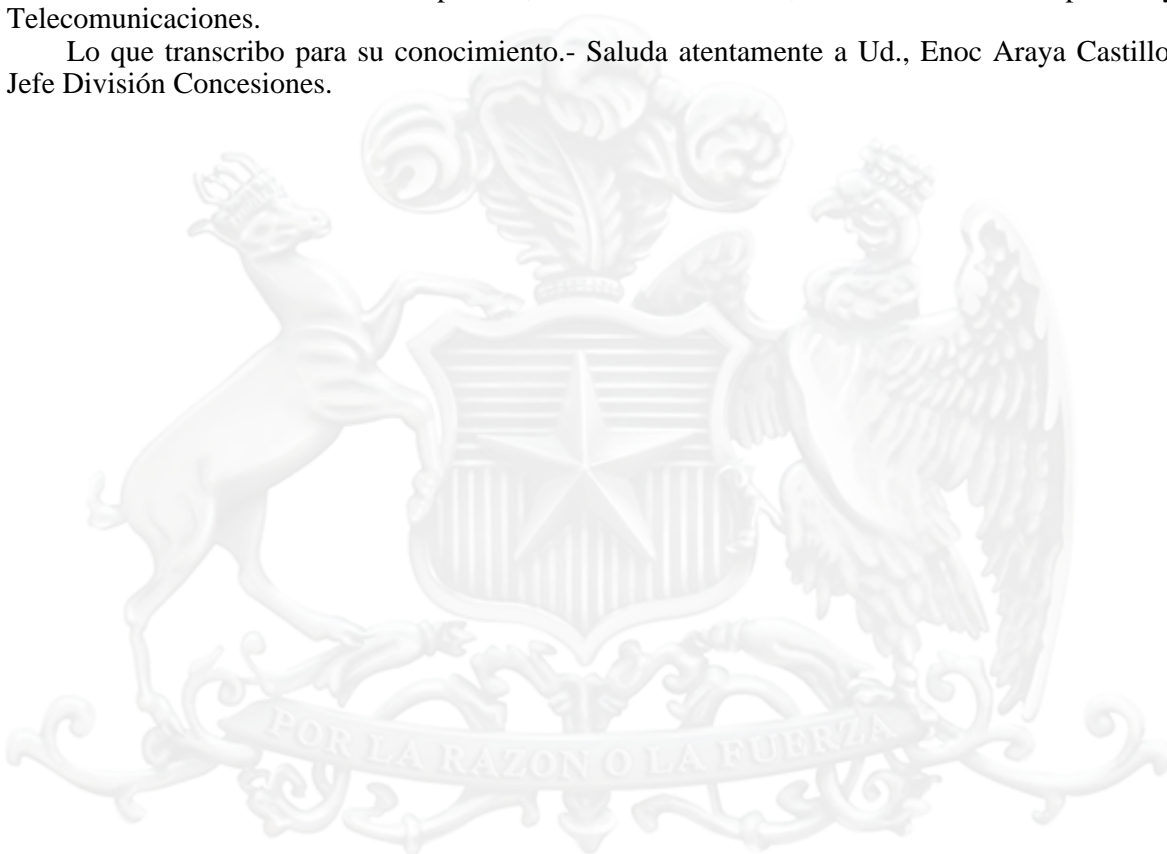 Telecomunicaciones.
Lo que transcribo para su conocimiento.- Saluda atentamente a Ud., Enoc Araya Castillo
Jefe División Concesiones.
POR LA RAZON O LA FUERZA